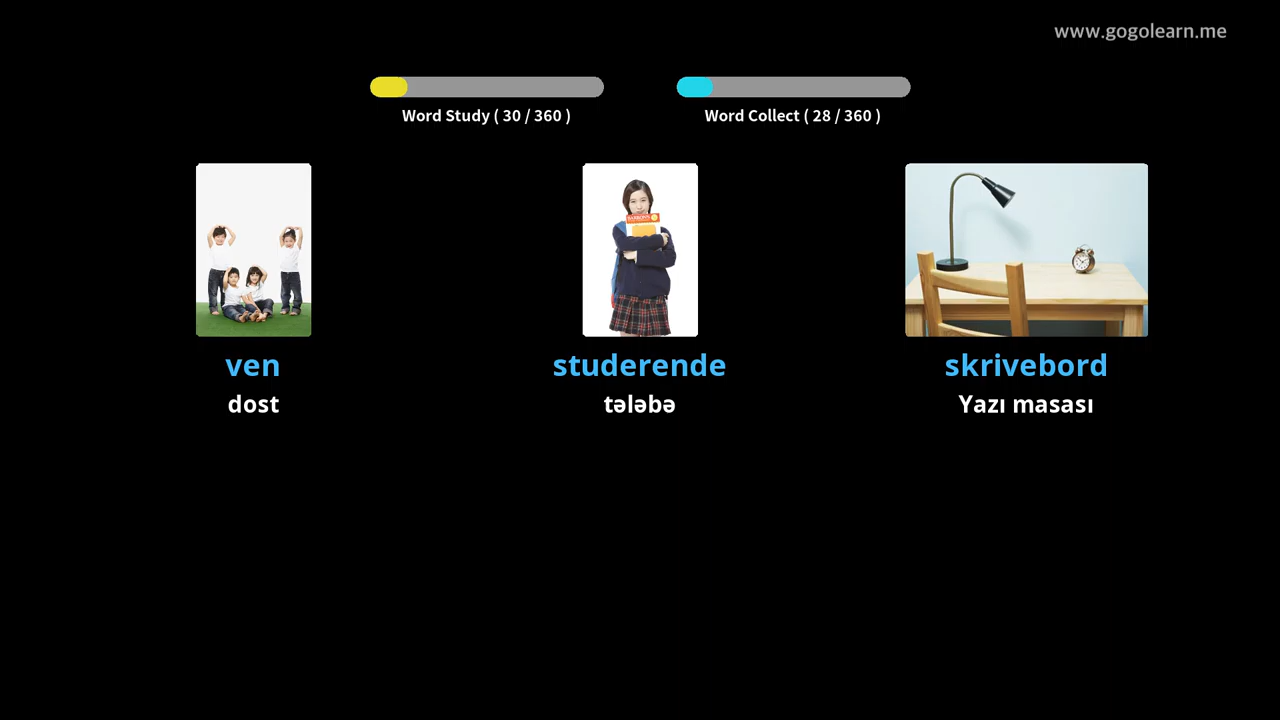 www.gogolearn.me
Word Study ( 30 / 360 )
Word Collect ( 28 / 360 )
ven
studerende
skrivebord
dost
tələbə
Yazı masası